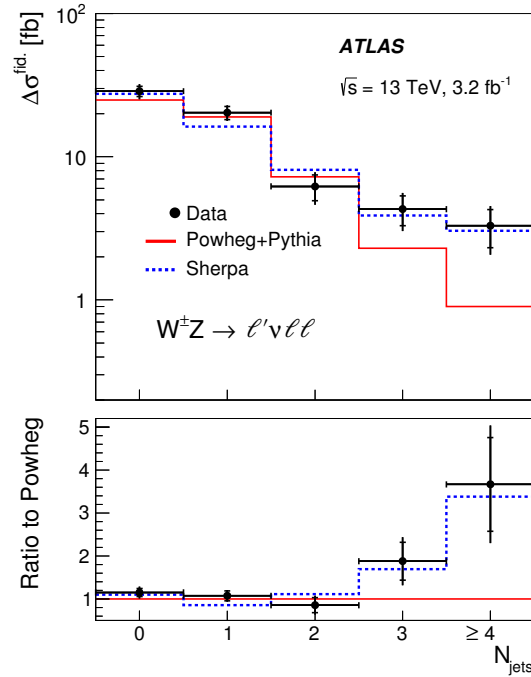 Δσ^fid. [fb]
10²
10
1
ATLAS
√s = 13 TeV, 3.2 fb⁻¹
Data
Powheg+Pythia
Sherpa
W±Z → ℓ′νℓℓ
Ratio to Powheg
5
4
3
2
1
0 1 2 3 ≥ 4
N_jets